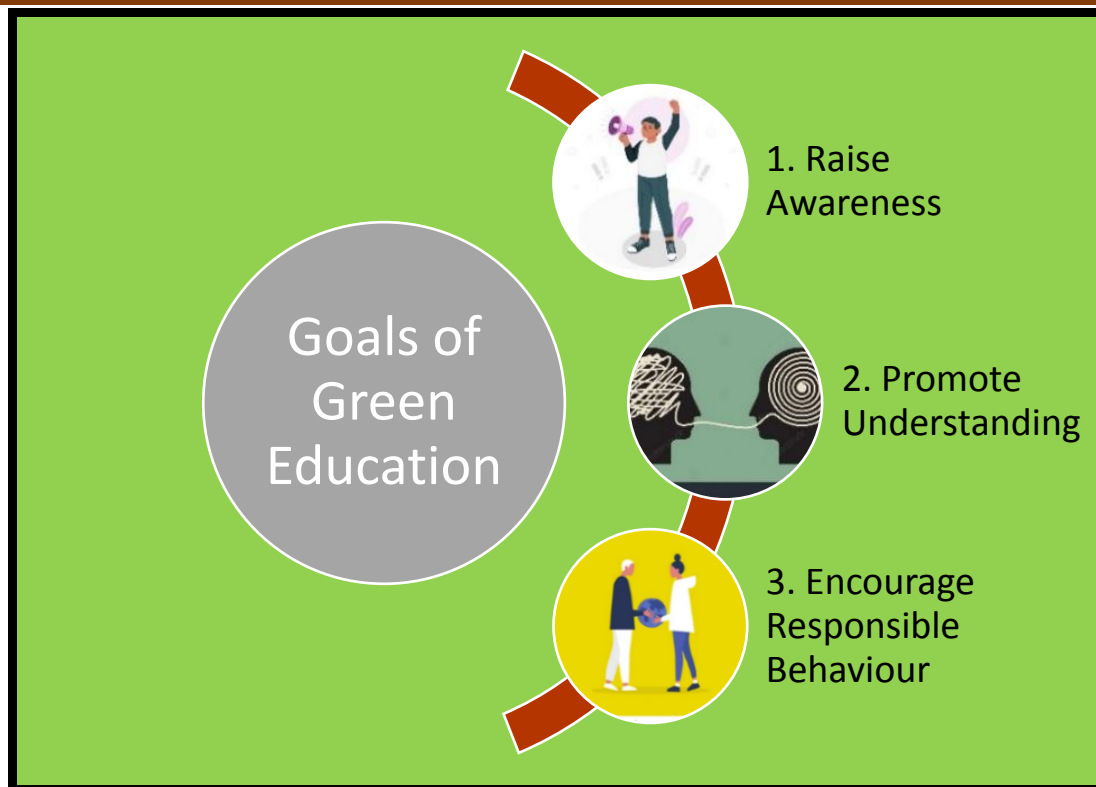 Goals of
Green
Education
1. Raise
Awareness
2. Promote
Understanding
3. Encourage
Responsible
Behaviour